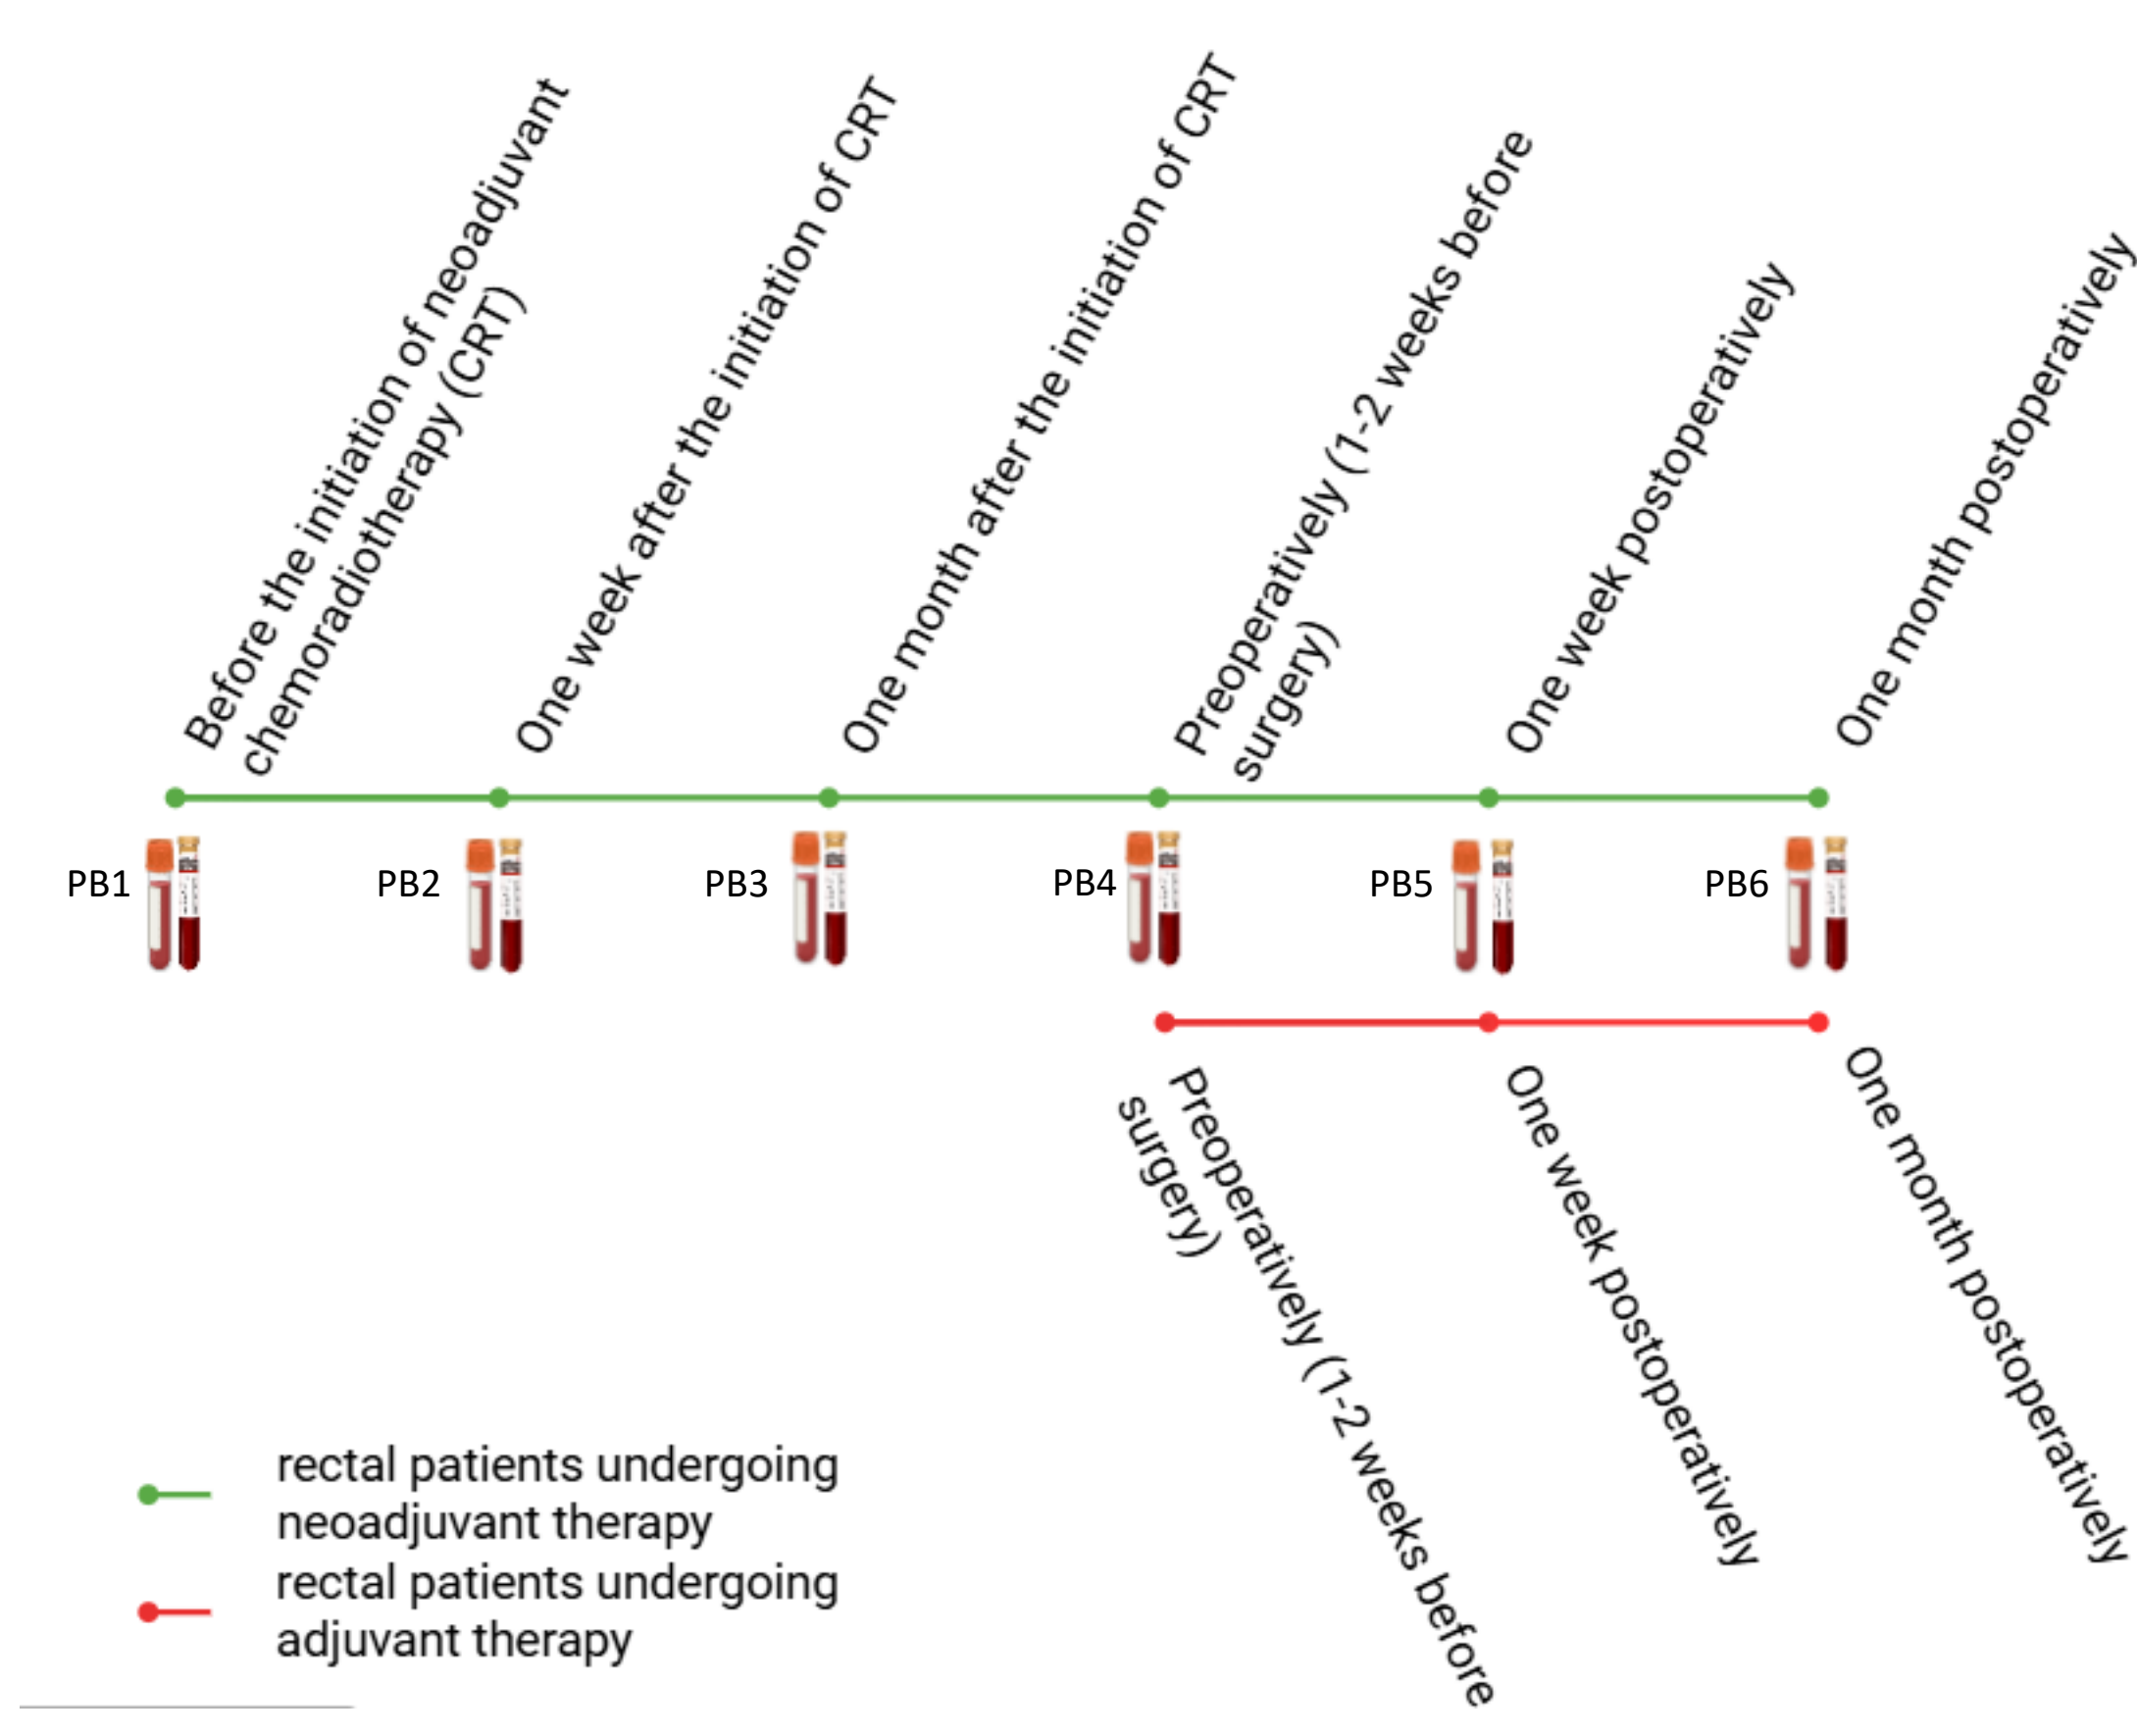 Before the initiation of neoadjuvant
chemoradiotherapy (CRT)
One week after the initiation of CRT
One month after the initiation of CRT
Preoperatively (1-2 weeks before
surgery)
One week postoperatively
One month postoperatively
PB1
PB2
PB3
PB4
PB5
PB6
Preoperatively (1-2 weeks before
surgery)
One week postoperatively
One month postoperatively
rectal patients undergoing
neoadjuvant therapy
rectal patients undergoing
adjuvant therapy